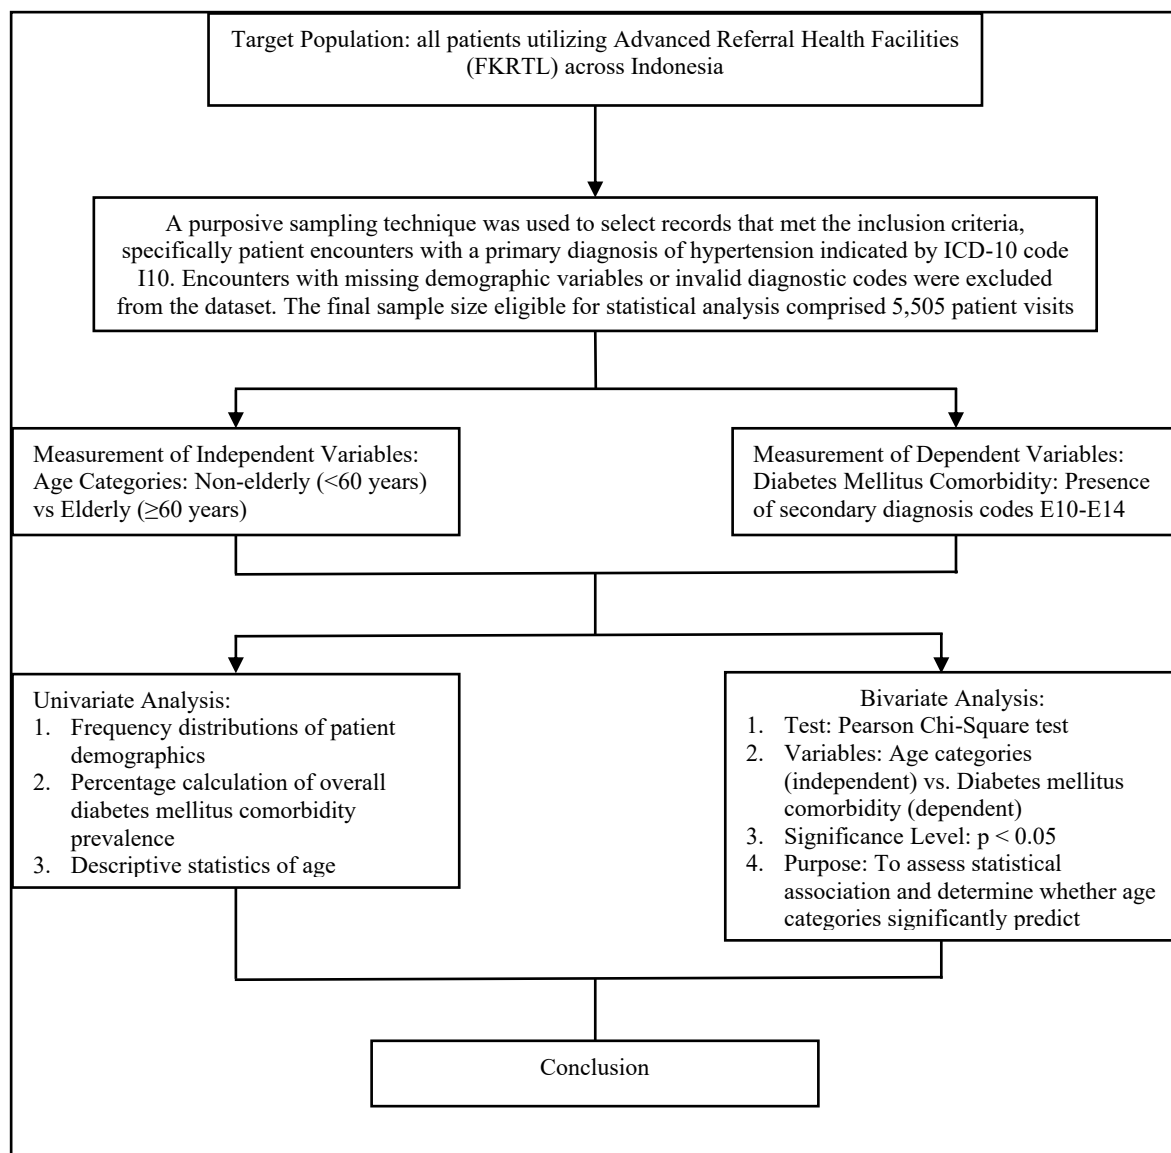 Target Population: all patients utilizing Advanced Referral Health Facilities
(FKRTL) across Indonesia
A purposive sampling technique was used to select records that met the inclusion criteria,
specifically patient encounters with a primary diagnosis of hypertension indicated by ICD-10 code
I10. Encounters with missing demographic variables or invalid diagnostic codes were excluded
from the dataset. The final sample size eligible for statistical analysis comprised 5,505 patient visits
Measurement of Independent Variables:
Age Categories: Non-elderly (<60 years)
vs Elderly (≥60 years)
Measurement of Dependent Variables:
Diabetes Mellitus Comorbidity: Presence
of secondary diagnosis codes E10-E14
Univariate Analysis:
1. Frequency distributions of patient
demographics
2. Percentage calculation of overall
diabetes mellitus comorbidity
prevalence
3. Descriptive statistics of age
Bivariate Analysis:
1. Test: Pearson Chi-Square test
2. Variables: Age categories
(independent) vs. Diabetes mellitus
comorbidity (dependent)
3. Significance Level: p < 0.05
4. Purpose: To assess statistical
association and determine whether age
categories significantly predict
Conclusion